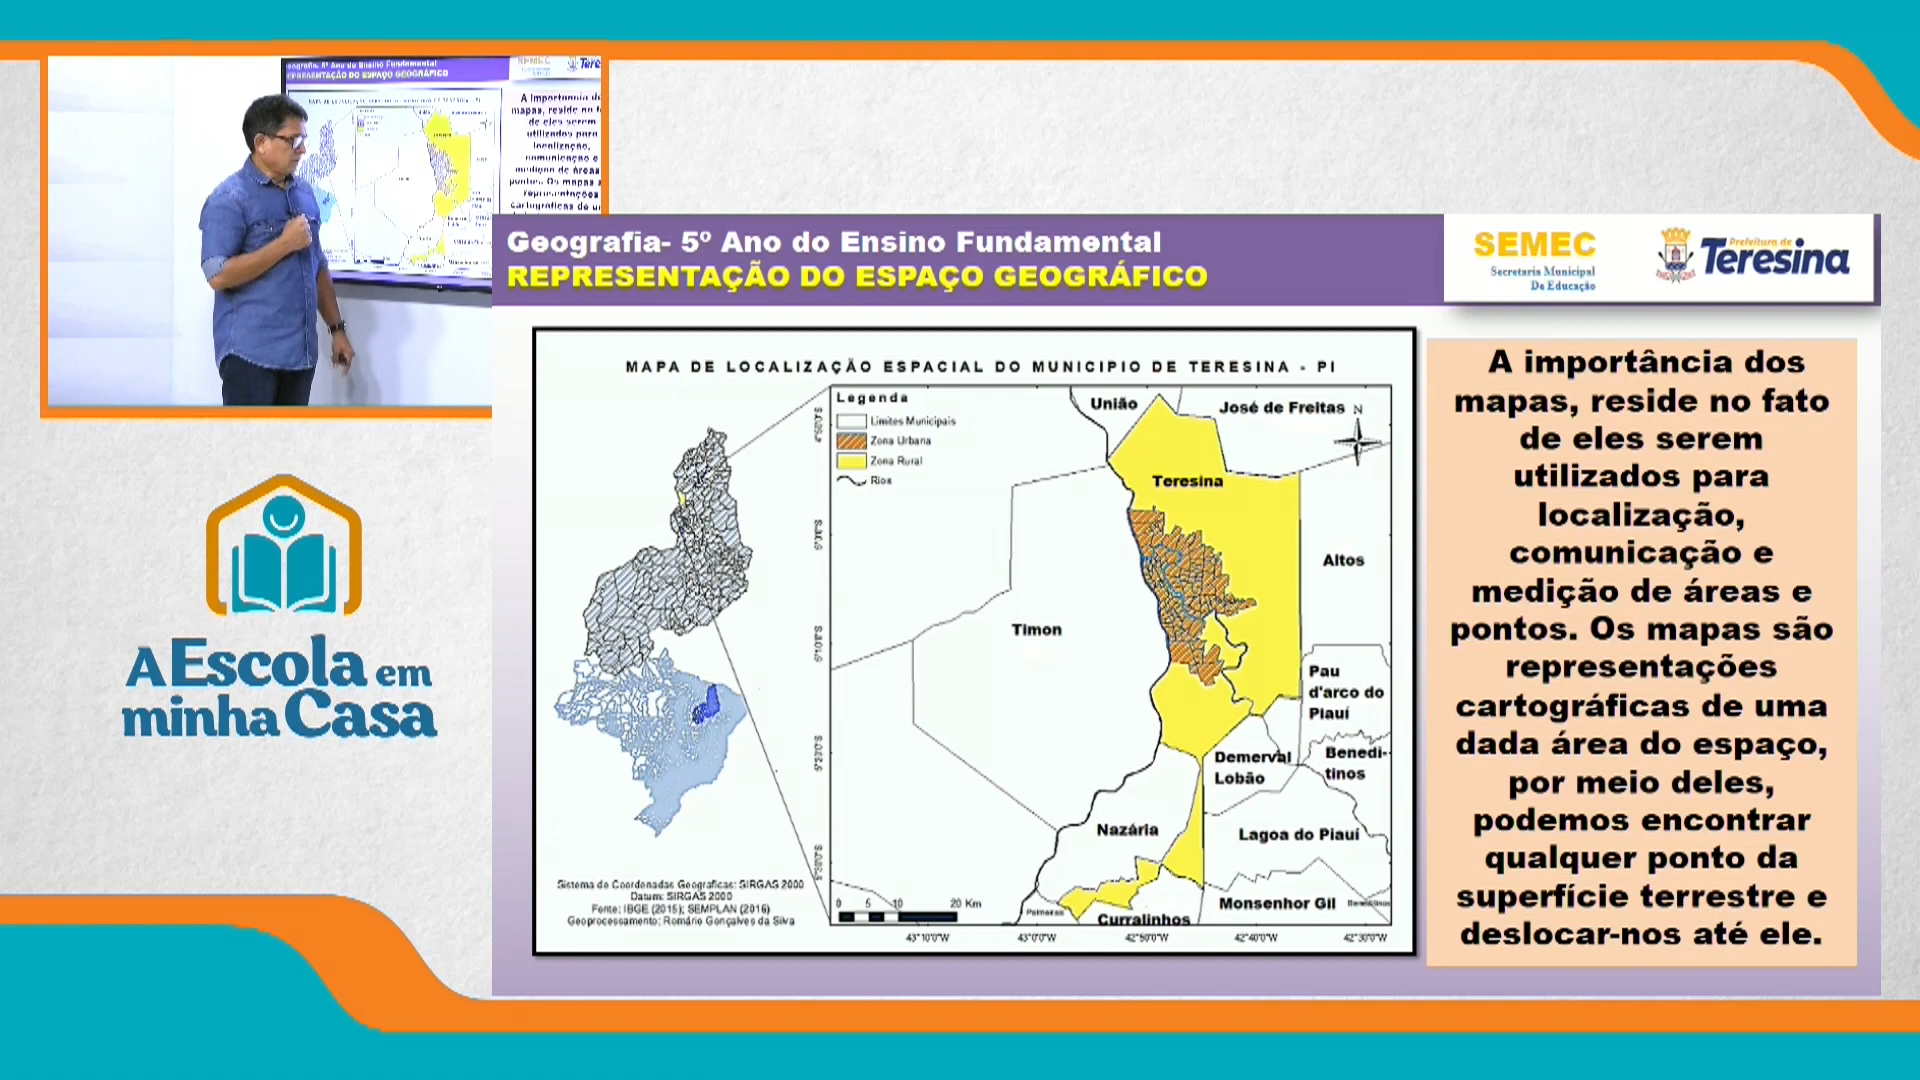 Geografia- 5º Ano do Ensino Fundamental
REPRESENTAÇÃO DO ESPAÇO GEOGRÁFICO
SEMEC
Secretaria Municipal
De Educação
Prefeitura de
Teresina
MAPA DE LOCALIZAÇÃO ESPACIAL DO MUNICIPIO DE TERESINA - PI
Legenda
Limites Municipais
Zona Urbana
Zona Rural
Rios
União
José de Freitas
N
Teresina
Altos
Timon
Pau
d'arco do
Piauí
Demerval
Lobão
Benedi-
tinos
Nazária
Lagoa do Piauí
Monsenhor Gil
Palmeirais
Curralinhos
0 5 10 20 Km
43°10'0"W 43°0'0"W 42°50'0"W 42°40'0"W 42°30'0"W
Sistema de Coordenadas Geograficas: SIRGAS 2000
Datum: SIRGAS 2000
Fonte: IBGE (2015); SEMPLAN (2016)
Geoprocessamento: Romário Gonçalves da Silva
A importância dos
mapas, reside no fato
de eles serem
utilizados para
localização,
comunicação e
medição de áreas e
pontos. Os mapas são
representações
cartográficas de uma
dada área do espaço,
por meio deles,
podemos encontrar
qualquer ponto da
superfície terrestre e
deslocar-nos até ele.
A Escola em
minha Casa